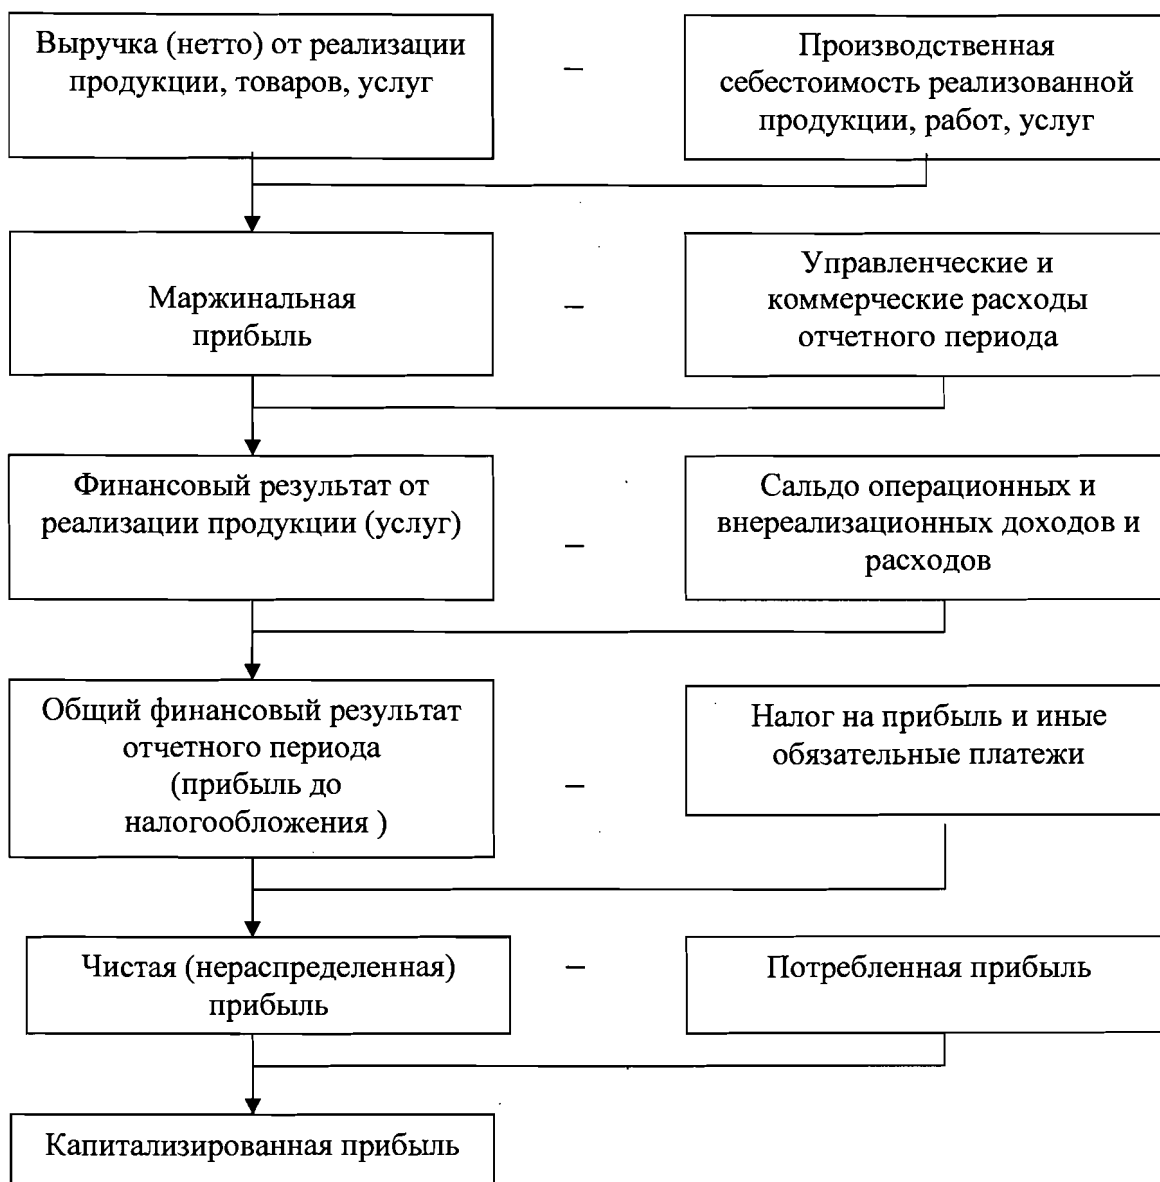 Выручка (нетто) от реализации
продукции, товаров, услуг
–
Производственная
себестоимость реализованной
продукции, работ, услуг
Маржинальная
прибыль
–
Управленческие и
коммерческие расходы
отчетного периода
Финансовый результат от
реализации продукции (услуг)
–
Сальдо операционных и
внереализационных доходов и
расходов
Общий финансовый результат
отчетного периода
(прибыль до
налогообложения )
–
Налог на прибыль и иные
обязательные платежи
Чистая (нераспределенная)
прибыль
–
Потребленная прибыль
Капитализированная прибыль